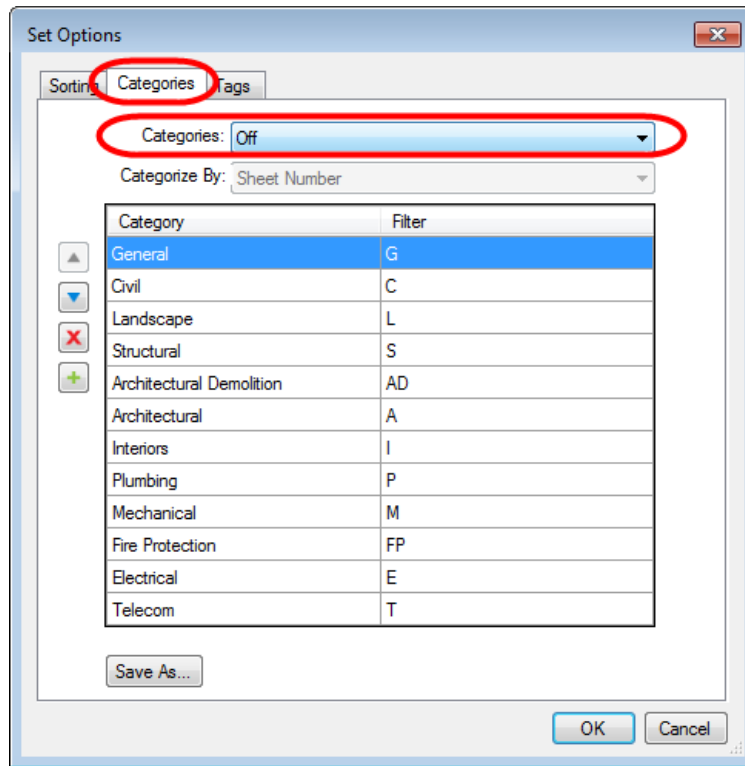 Set Options
Sorting Categories Tags
Categories: Off
Categorize By: Sheet Number
Category Filter
General G
Civil C
Landscape L
Structural S
Architectural Demolition AD
Architectural A
Interiors I
Plumbing P
Mechanical M
Fire Protection FP
Electrical E
Telecom T
Save As...
OK Cancel